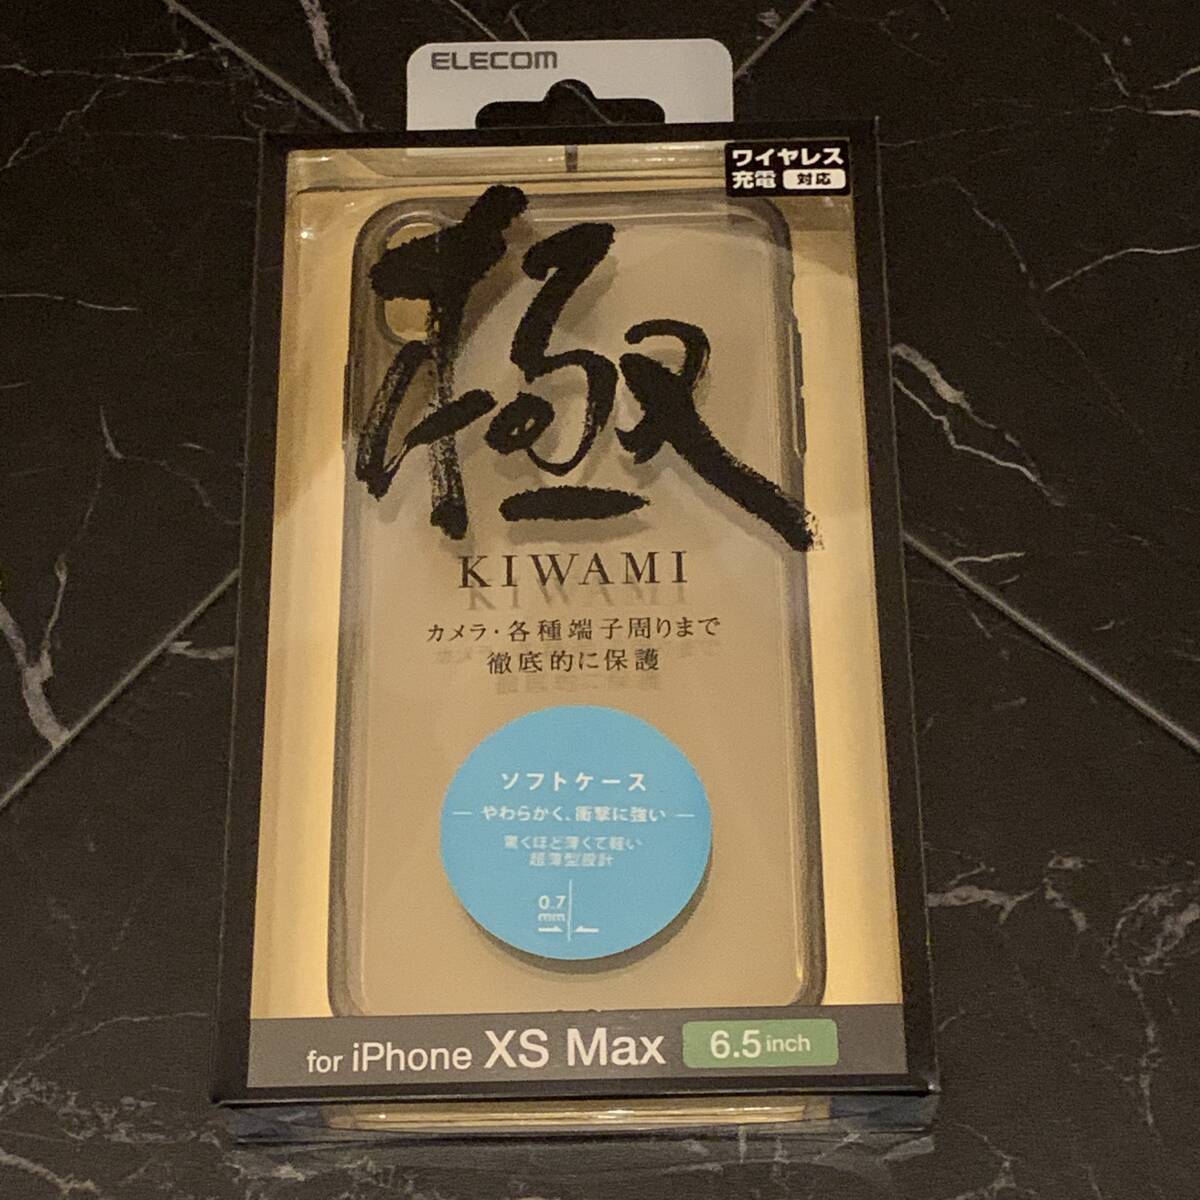 ELECOM
ワイヤレス
充電 対応
極
KIWAMI
カメラ・各種端子周りまで
徹底的に保護
ソフトケース
やわらかく、衝撃に強い
驚くほど薄くて軽い
超薄型設計
0.7
mm
for iPhone XS Max 6.5inch